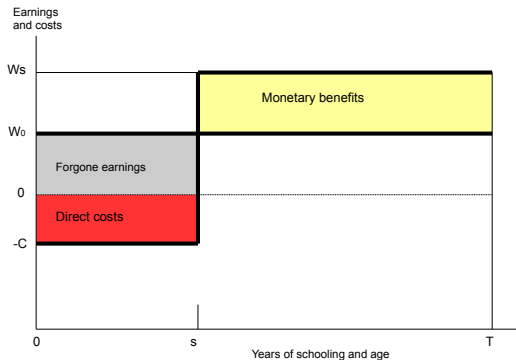 Earnings
and costs
Ws
Monetary benefits
W₀
Forgone earnings
0
Direct costs
-C
0
s
T
Years of schooling and age